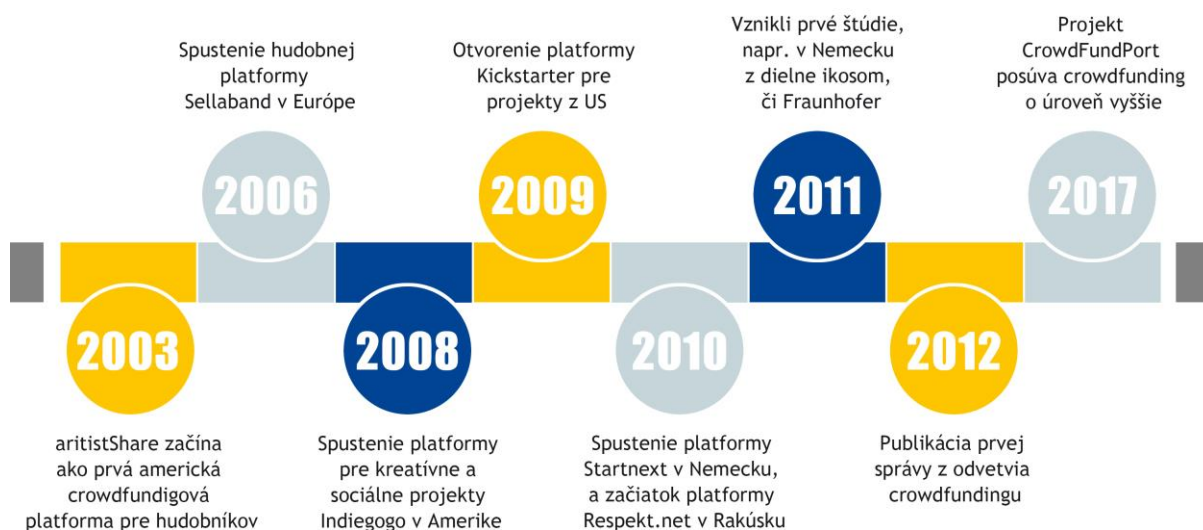 Spustenie hudobnej
platformy
Sellaband v Európe
Otvorenie platformy
Kickstarter pre
projekty z US
Vznikli prvé štúdie,
napr. v Nemecku
z dielne ikosom,
či Fraunhofer
Projekt
CrowdFundPort
posúva crowdfunding
o úroveň vyššie
2006
2009
2011
2017
2003
2008
2010
2012
aritistShare začína
ako prvá americká
crowdfundigová
platforma pre hudobníkov
Spustenie platformy
pre kreatívne a
sociálne projekty
Indiegogo v Amerike
Spustenie platformy
Startnext v Nemecku,
a začiatok platformy
Respekt.net v Rakúsku
Publikácia prvej
správy z odvetvia
crowdfundingu